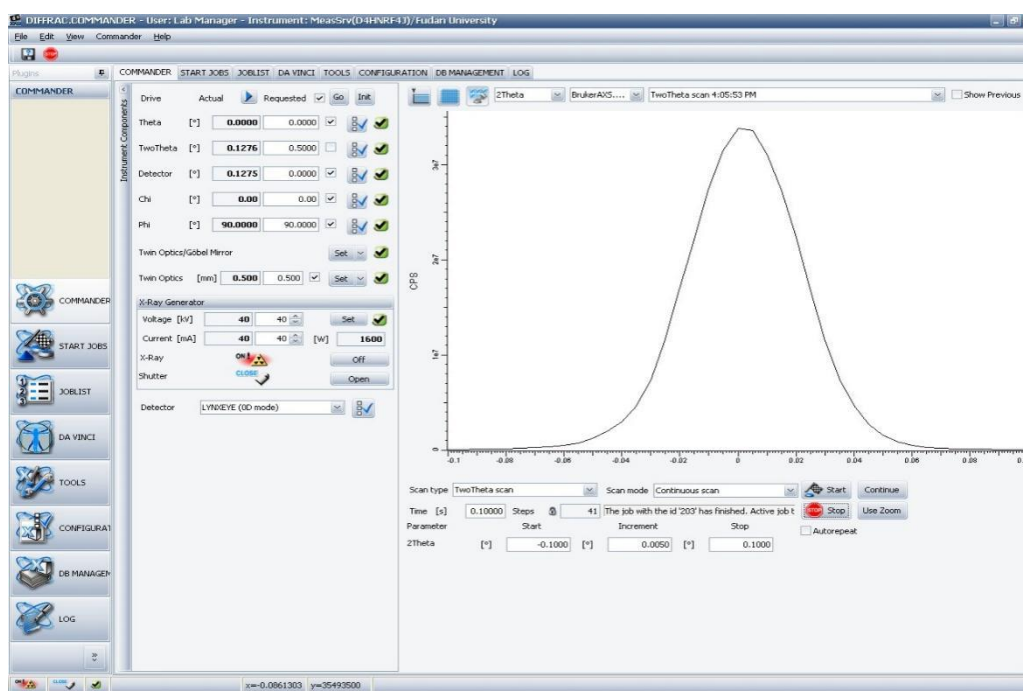 DIFFRAC.COMMANDER - User: Lab Manager - Instrument: MeasSrv(D4HNRF4J)/Fudan University
File Edit View Commander Help
Plugins
COMMANDER START JOBS JOBLIST DA VINCI TOOLS CONFIGURATION DB MANAGEMENT LOG
COMMANDER
Instrument Components
Drive Actual Requested Go Init
Theta [°] 0.0000 0.0000
TwoTheta [°] 0.1276 0.5000
Detector [°] 0.1275 0.0000
Chi [°] 0.00 0.00
Phi [°] 90.0000 90.0000
Twin Optics/Göbel Mirror Set
Twin Optics [mm] 0.500 0.500 Set
X-Ray Generator
Voltage [kV] 40 40 Set
Current [mA] 40 40 [W] 1600
X-Ray ON! Off
Shutter CLOSE Open
Detector LYNXEYE (0D mode)
2Theta BrukerAXS.... TwoTheta scan 4:05:53 PM Show Previous
CPS
3e7
2e7
1e7
0
-0.1 -0.08 -0.06 -0.04 -0.02 0 0.02 0.04 0.06 0.08 0.
Scan type TwoTheta scan Scan mode Continuous scan Start Continue
Time [s] 0.10000 Steps 41 The job with the id '203' has finished. Active job t STOP Stop Use Zoom
Parameter Start Increment Stop Autorepeat
2Theta [°] -0.1000 [°] 0.0050 [°] 0.1000
COMMANDER
START JOBS
JOBLIST
DA VINCI
TOOLS
CONFIGURAT
DB MANAGEM
LOG
ON! CLOSE x=-0.0861303 y=35493500